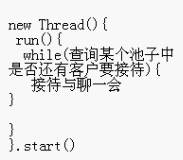 new Thread(){
run(){
while(查询某个池子中
是否还有客户要接待){
接待与聊一会
}
}
}.start()